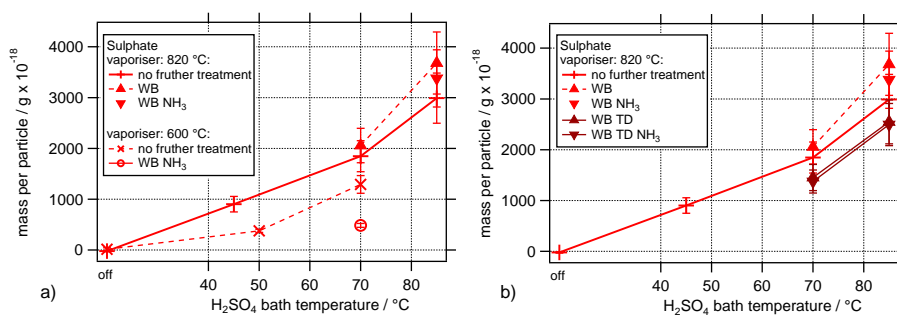 Sulphate
vaporiser: 820 °C:
no fruther treatment
WB
WB NH3
vaporiser: 600 °C:
no fruther treatment
WB NH3
mass per particle / g x 10-18
4000
3000
2000
1000
0
off
40
50
60
70
80
H2SO4 bath temperature / °C
a)
Sulphate
vaporiser: 820 °C:
no further treatment
WB
WB NH3
WB TD
WB TD NH3
mass per particle / g x 10-18
4000
3000
2000
1000
0
off
40
50
60
70
80
H2SO4 bath temperature / °C
b)